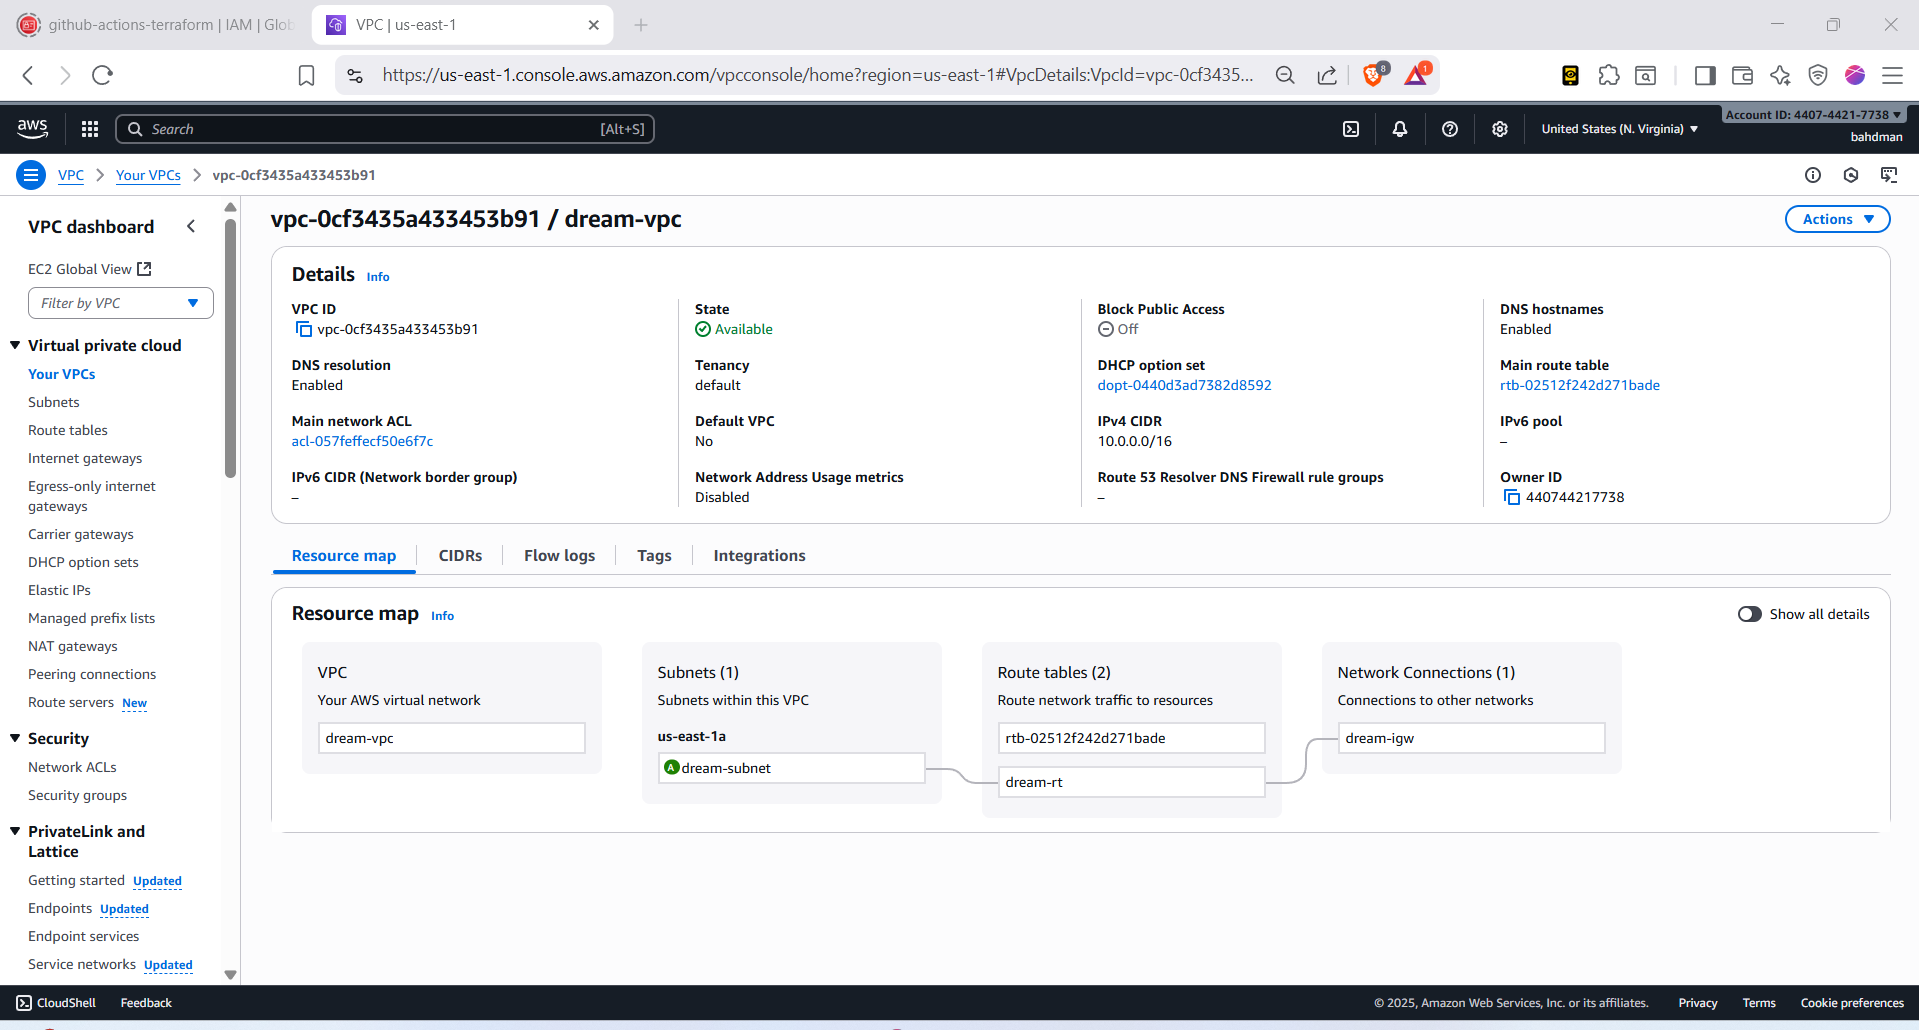 github-actions-terraform | IAM | Glob
VPC | us-east-1
https://us-east-1.console.aws.amazon.com/vpcconsole/home?region=us-east-1#VpcDetails:VpcId=vpc-0cf3435...
8
1
aws
Search
[Alt+S]
United States (N. Virginia)
Account ID: 4407-4421-7738
bahdman
VPC
Your VPCs
vpc-0cf3435a433453b91
VPC dashboard
EC2 Global View
Filter by VPC
Virtual private cloud
Your VPCs
Subnets
Route tables
Internet gateways
Egress-only internet
gateways
Carrier gateways
DHCP option sets
Elastic IPs
Managed prefix lists
NAT gateways
Peering connections
Route servers New
Security
Network ACLs
Security groups
PrivateLink and
Lattice
Getting started Updated
Endpoints Updated
Endpoint services
Service networks Updated
vpc-0cf3435a433453b91 / dream-vpc
Actions
Details Info
VPC ID
vpc-0cf3435a433453b91
State
Available
Block Public Access
Off
DNS hostnames
Enabled
DNS resolution
Enabled
Tenancy
default
DHCP option set
dopt-0440d3ad7382d8592
Main route table
rtb-02512f242d271bade
Main network ACL
acl-057feffecf50e6f7c
Default VPC
No
IPv4 CIDR
10.0.0.0/16
IPv6 pool
–
IPv6 CIDR (Network border group)
–
Network Address Usage metrics
Disabled
Route 53 Resolver DNS Firewall rule groups
–
Owner ID
440744217738
Resource map
CIDRs
Flow logs
Tags
Integrations
Resource map Info
Show all details
VPC
Your AWS virtual network
dream-vpc
Subnets (1)
Subnets within this VPC
us-east-1a
A dream-subnet
Route tables (2)
Route network traffic to resources
rtb-02512f242d271bade
dream-rt
Network Connections (1)
Connections to other networks
dream-igw
CloudShell
Feedback
© 2025, Amazon Web Services, Inc. or its affiliates.
Privacy
Terms
Cookie preferences